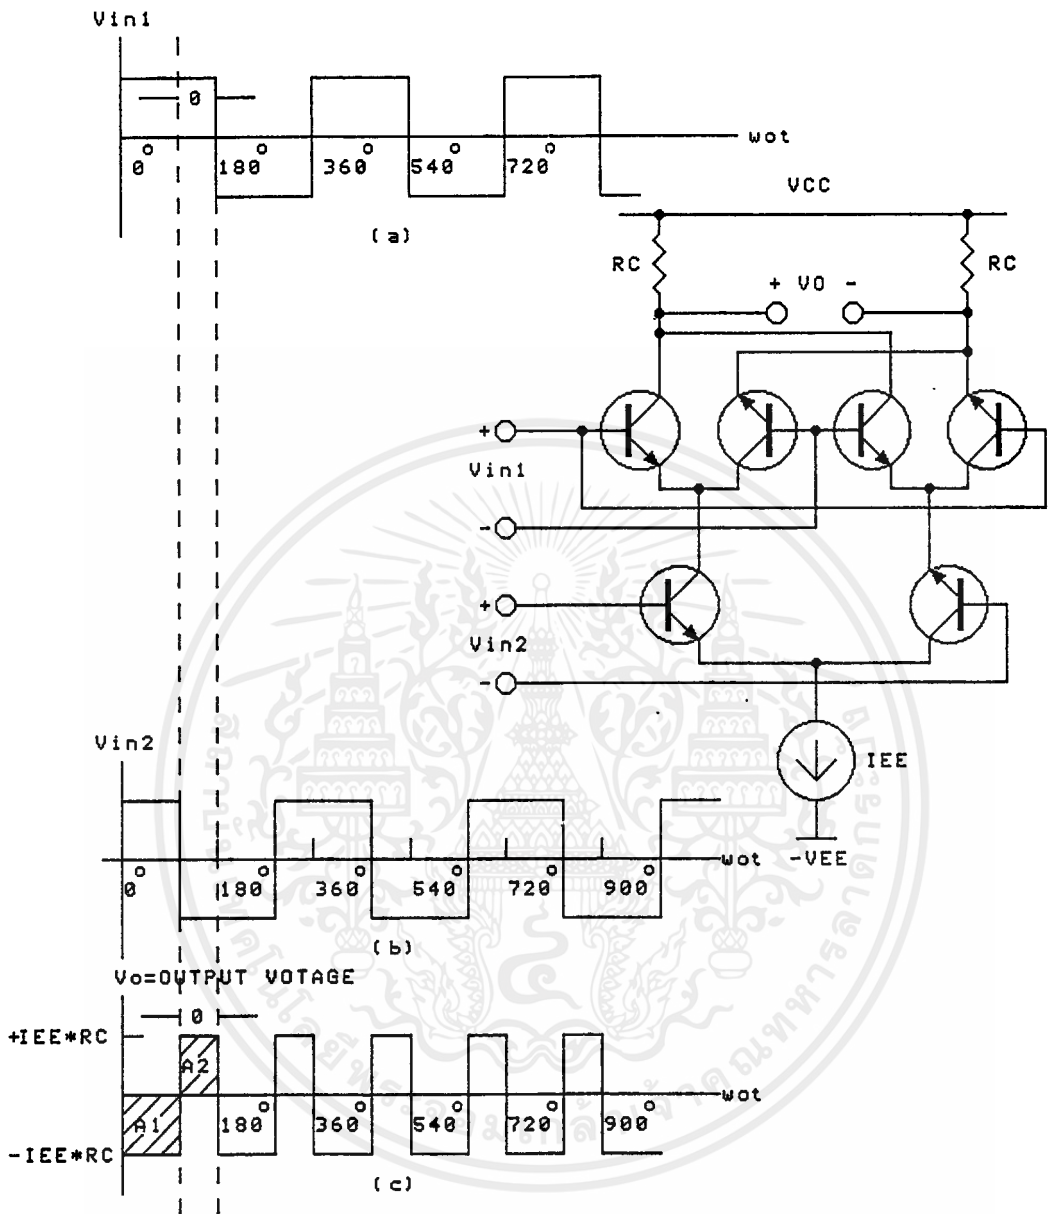 Vin1
0
wot
0° 180° 360° 540° 720°
(a)
VCC
RC RC
+ VO -
+
Vin1
-
+
Vin2
-
IEE
-VEE
Vin2
wot
0° 180° 360° 540° 720° 900°
(b)
Vo=OUTPUT VOTAGE
0
+IEE*RC
A2
wot
A1 180° 360° 540° 720° 900°
-IEE*RC
(c)